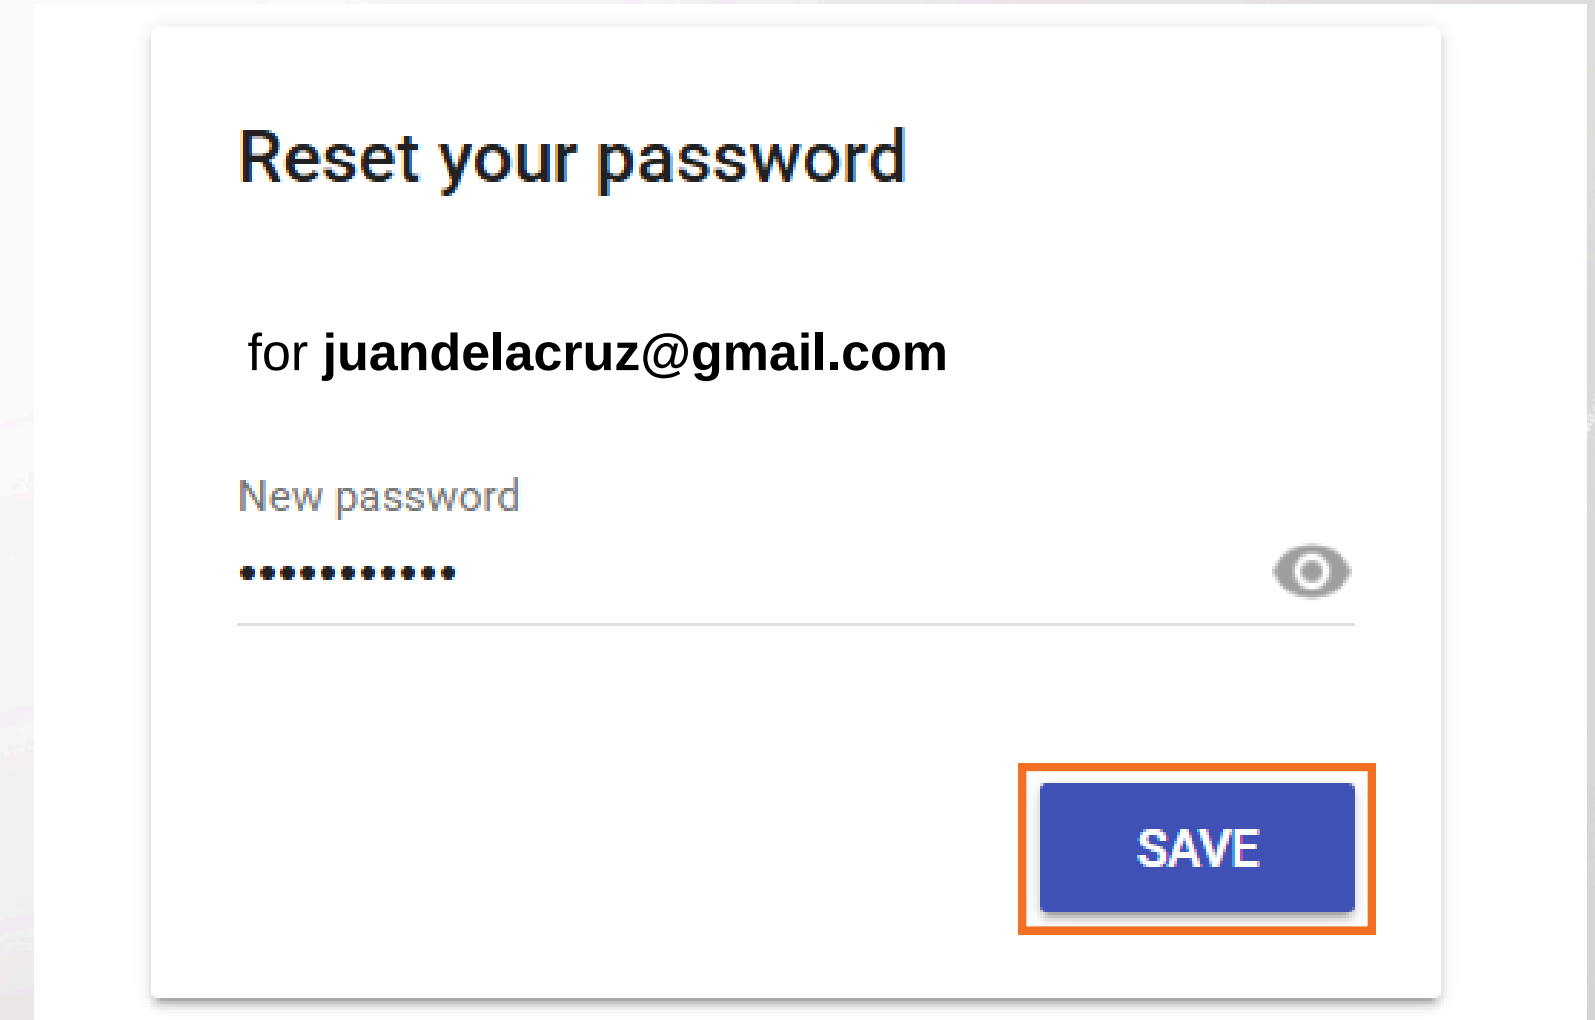 Reset your password
for juandelacruz@gmail.com
New password
•••••••••••
SAVE